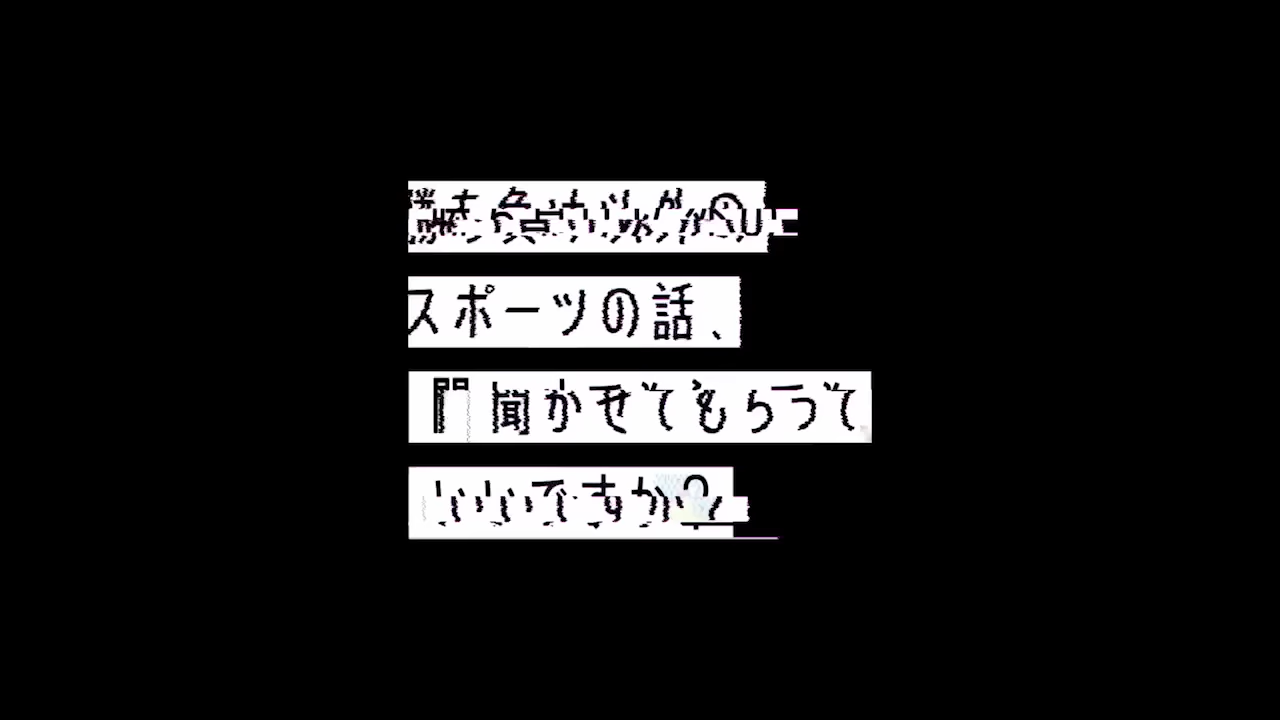 スポーツの話、
聞かせてもらって
いいですか？